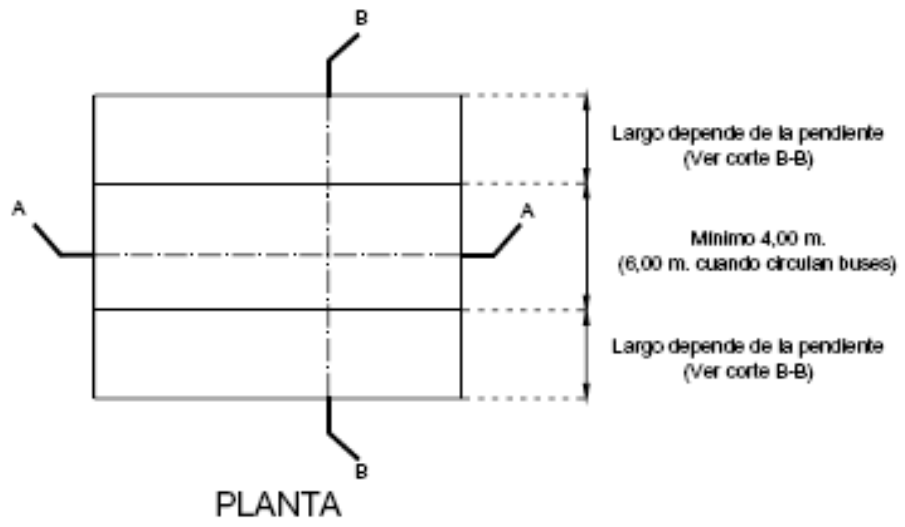 B
Largo depende de la pendiente
(Ver corte B-B)
A
A
Mínimo 4,00 m.
(6,00 m. cuando circulan buses)
Largo depende de la pendiente
(Ver corte B-B)
B
PLANTA